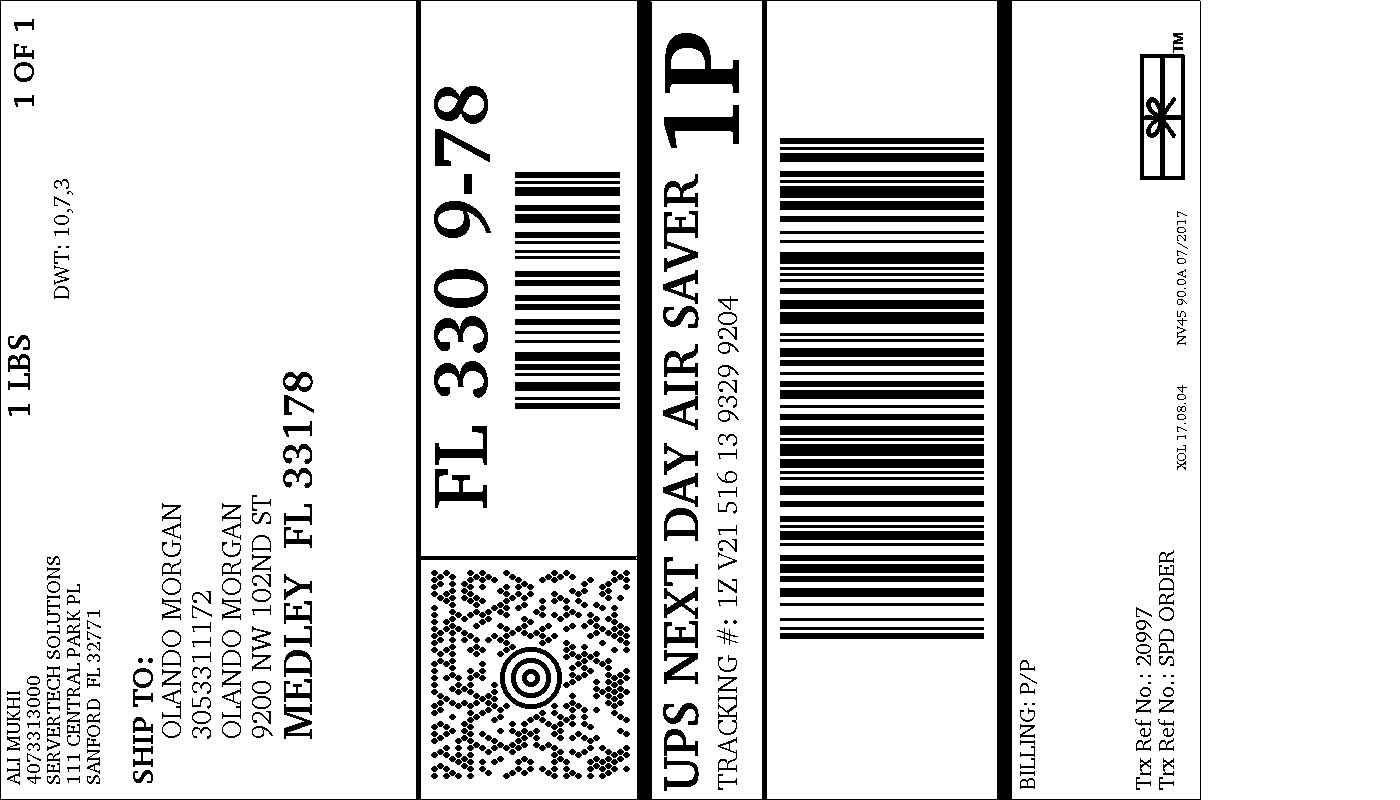 ALI MUKHI
4073313000
SERVERTECH SOLUTIONS
111 CENTRAL PARK PL
SANFORD FL 32771
1 LBS
1 OF 1
DWT: 10,7,3
SHIP TO:
OLANDO MORGAN
3053311172
OLANDO MORGAN
9200 NW 102ND ST
MEDLEY FL 33178
FL 330 9-78
UPS NEXT DAY AIR SAVER
1P
TRACKING #: 1Z V21 516 13 9329 9204
BILLING: P/P
Trx Ref No.: 20997
Trx Ref No.: SPD ORDER
XOL 17.08.04
NV45 90.0A 07/2017
TM